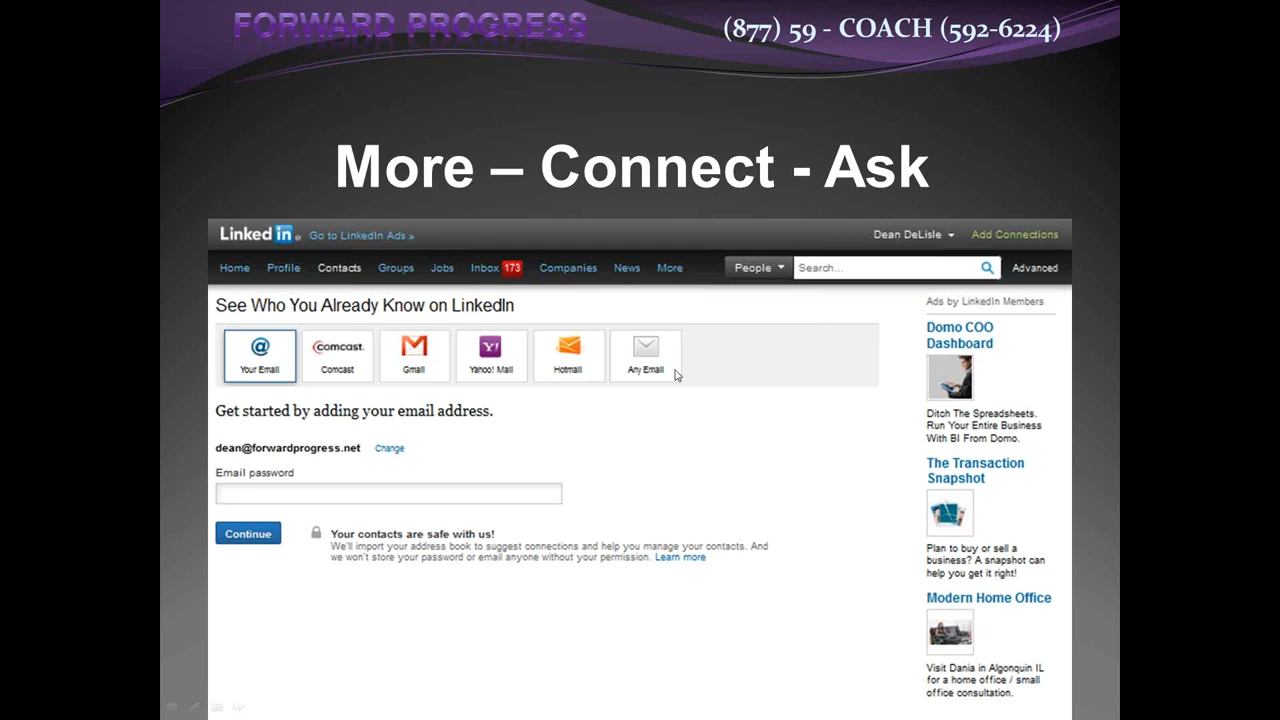 FORWARD PROGRESS
(877) 59 - COACH (592-6224)
More – Connect - Ask
Linked in Go to LinkedIn Ads »
Dean DeLisle
Add Connections
Home Profile Contacts Groups Jobs Inbox 173 Companies News More
People Search... Advanced
See Who You Already Know on LinkedIn
@ comcast. M Y!
Your Email Comcast Gmail Yahoo! Mail Hotmail Any Email
Get started by adding your email address.
dean@forwardprogress.net Change
Email password
Continue
Your contacts are safe with us!
We'll import your address book to suggest connections and help you manage your contacts. And
we won't store your password or email anyone without your permission. Learn more
Ads by LinkedIn Members
Domo COO
Dashboard
Ditch The Spreadsheets.
Run Your Entire Business
With BI From Domo.
The Transaction
Snapshot
Plan to buy or sell a
business? A snapshot can
help you get it right!
Modern Home Office
Visit Dania in Algonquin IL
for a home office / small
office consultation.